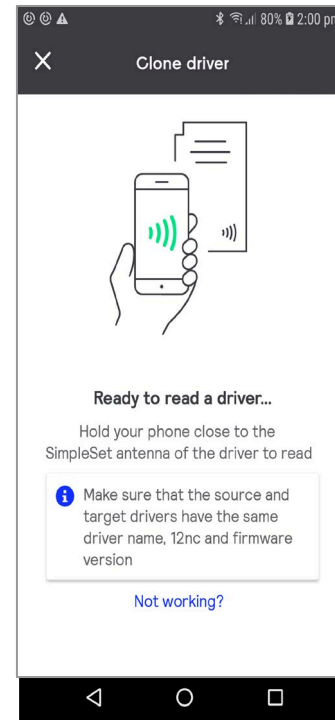 80% 2:00 pm
Clone driver
Ready to read a driver...
Hold your phone close to the
SimpleSet antenna of the driver to read
Make sure that the source and
target drivers have the same
driver name, 12nc and firmware
version
Not working?